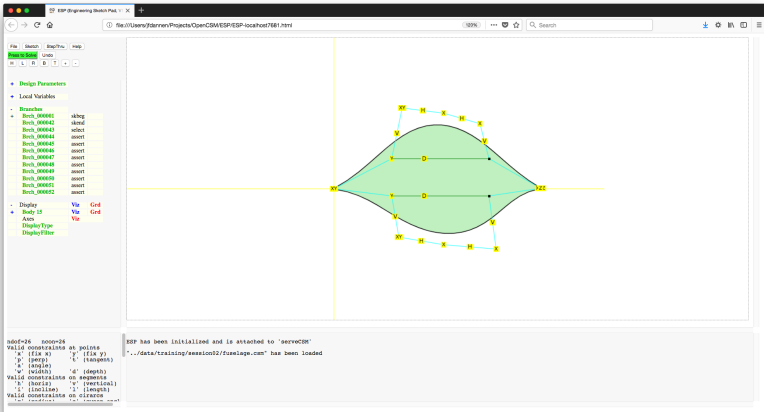 ESP (Engineering Sketch Pad, V
file:///Users/jfdannen/Projects/OpenCSM/ESP/ESP-localhost7681.html
120%
Search
File Sketch StepThru Help
Press to Solve Undo
H L R B T + -
+ Design Parameters
+ Local Variables
- Branches
+ Brch_000001 skbeg
Brch_000042 skend
Brch_000043 select
Brch_000044 assert
Brch_000045 assert
Brch_000046 assert
Brch_000047 assert
Brch_000048 assert
Brch_000049 assert
Brch_000050 assert
Brch_000051 assert
Brch_000052 assert
- Display Viz Grd
+ Body 15 Viz Grd
Axes Viz
DisplayType
DisplayFilter
XY H X H X
V V
Y D
XY
Y D
V V
XY H X H X
ndof=26 ncon=26
Valid constraints at points
'x' (fix x) 'y' (fix y)
'p' (perp) 't' (tangent)
'a' (angle)
'w' (width) 'd' (depth)
Valid constraints on segments
'h' (horiz) 'v' (vertical)
'i' (incline) 'l' (length)
Valid constraints on cirarcs
ESP has been initialized and is attached to 'serveCSM'
"../data/training/session02/fuselage.csm" has been loaded